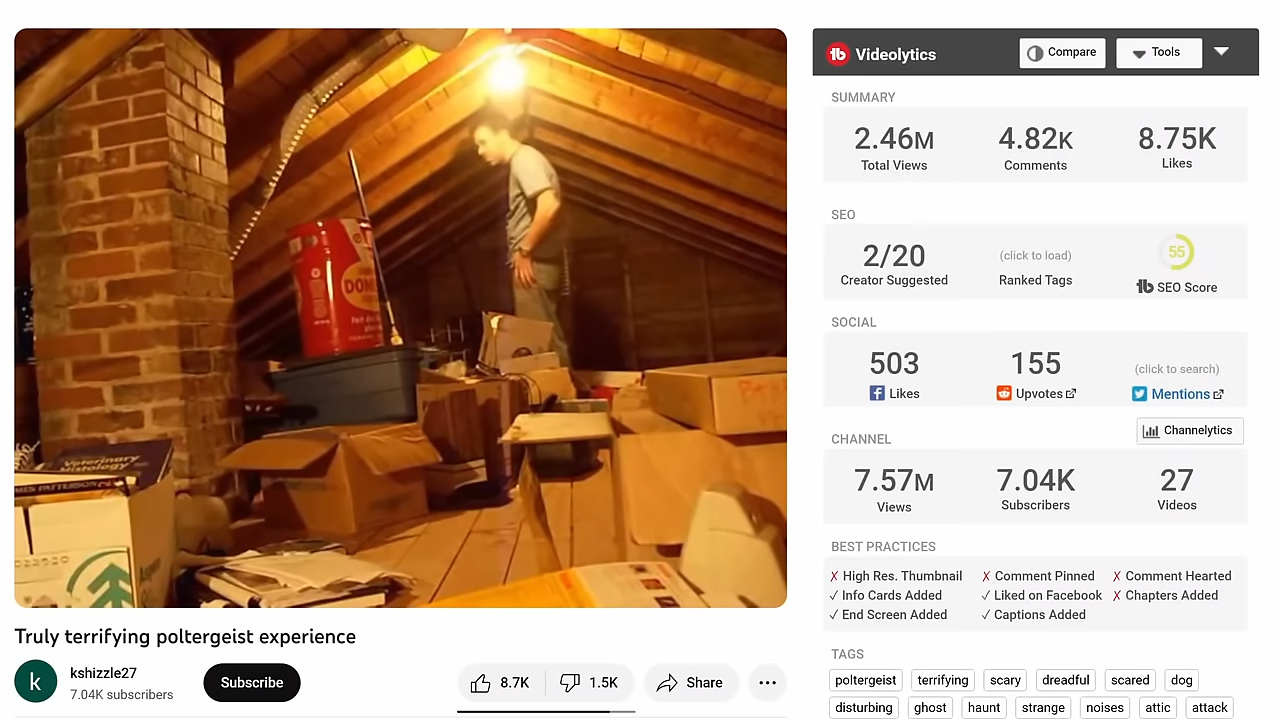 DOM
Veterinary
Histology
MEN PATTERSON
Truly terrifying poltergeist experience
k
kshizzle27
7.04K subscribers
Subscribe
8.7K
1.5K
Share
Videolytics
Compare
Tools
SUMMARY
2.46M
4.82K
8.75K
Total Views
Comments
Likes
SEO
2/20
(click to load)
55
Creator Suggested
Ranked Tags
SEO Score
SOCIAL
503
155
(click to search)
Likes
Upvotes
Mentions
CHANNEL
Channelytics
7.57M
7.04K
27
Views
Subscribers
Videos
BEST PRACTICES
✗ High Res. Thumbnail ✗ Comment Pinned ✗ Comment Hearted
✓ Info Cards Added ✓ Liked on Facebook ✗ Chapters Added
✓ End Screen Added ✓ Captions Added
TAGS
poltergeist terrifying scary dreadful scared dog
disturbing ghost haunt strange noises attic attack